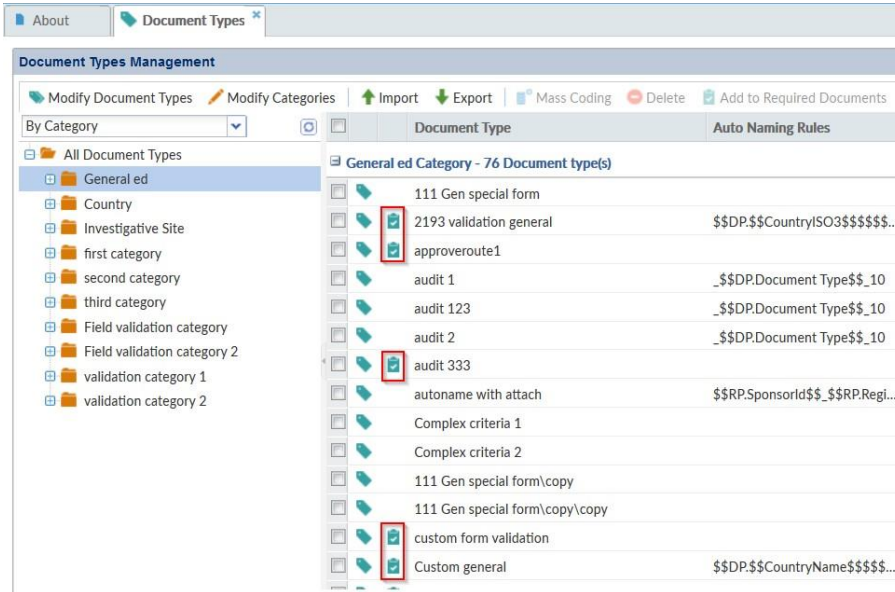 About
Document Types
Document Types Management
Modify Document Types Modify Categories Import Export Mass Coding Delete Add to Required Documents
By Category
Document Type Auto Naming Rules
All Document Types
General ed
Country
Investigative Site
first category
second category
third category
Field validation category
Field validation category 2
validation category 1
validation category 2
General ed Category - 76 Document type(s)
111 Gen special form
2193 validation general $$DP.$$CountryISO3$$$$$$...
approveroute1
audit 1 _$$DP.Document Type$$_10
audit 123 _$$DP.Document Type$$_10
audit 2 _$$DP.Document Type$$_10
audit 333
autoname with attach $$RP.SponsorId$$_$$RP.Regi...
Complex criteria 1
Complex criteria 2
111 Gen special form\copy
111 Gen special form\copy\copy
custom form validation
Custom general $$DP.$$CountryName$$$$$...